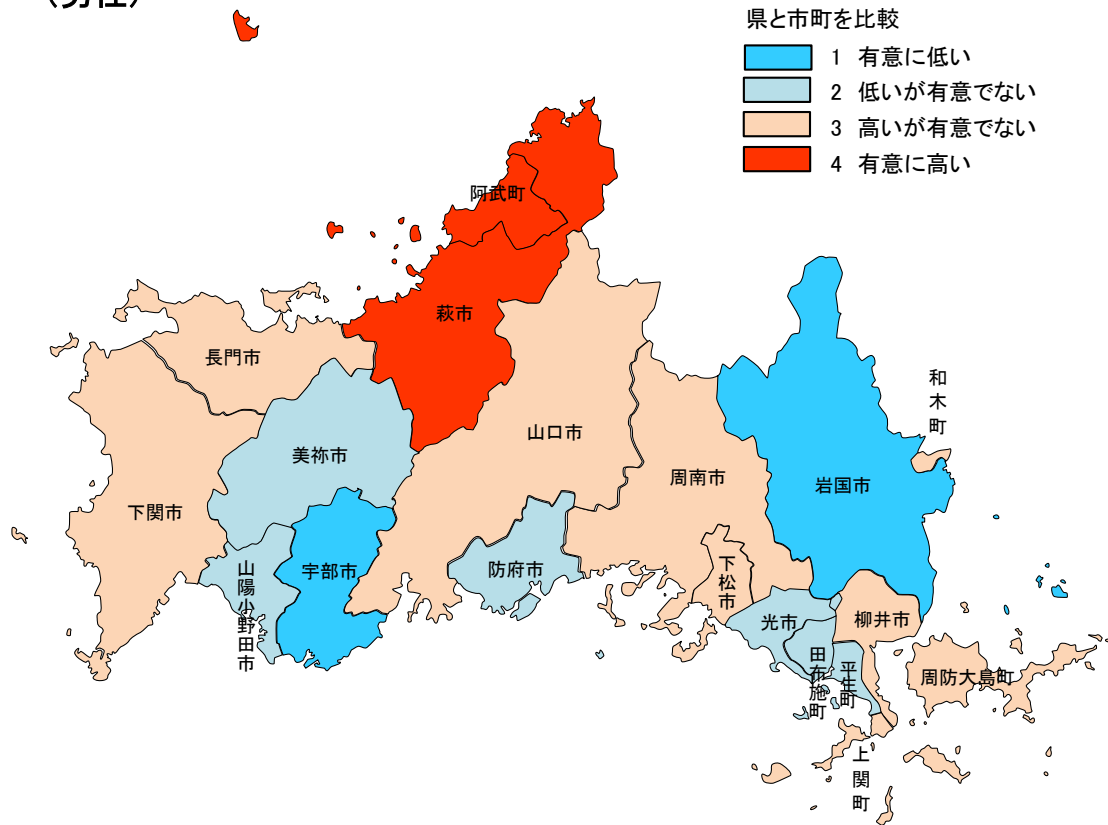 (男性)
県と市町を比較
1 有意に低い
2 低いが有意でない
3 高いが有意でない
4 有意に高い
阿武町
萩市
長門市
和木町
山口市
美祢市
周南市
岩国市
下関市
防府市
宇部市
山陽小野田市
下松市
光市
柳井市
田布施町
平生町
周防大島町
上関町